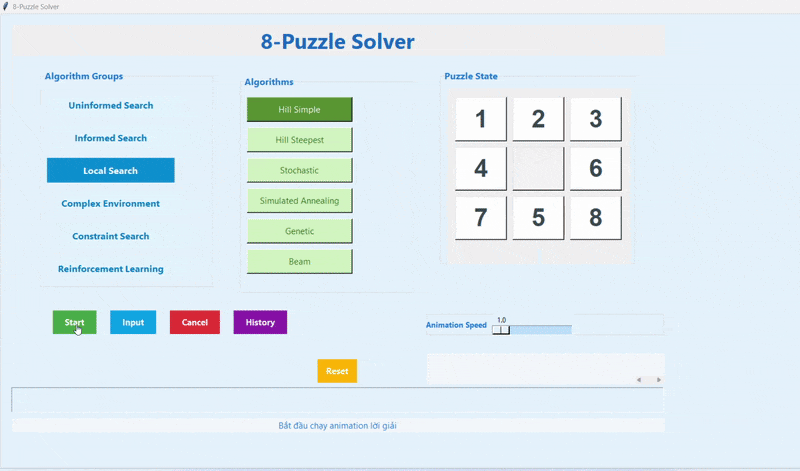 8-Puzzle Solver
8-Puzzle Solver
Algorithm Groups
Uninformed Search
Informed Search
Local Search
Complex Environment
Constraint Search
Reinforcement Learning
Algorithms
Hill Simple
Hill Steepest
Stochastic
Simulated Annealing
Genetic
Beam
Puzzle State
1 2 3
4 6
7 5 8
Start Input Cancel History
Animation Speed 1.0
Reset
Bắt đầu chạy animation lời giải